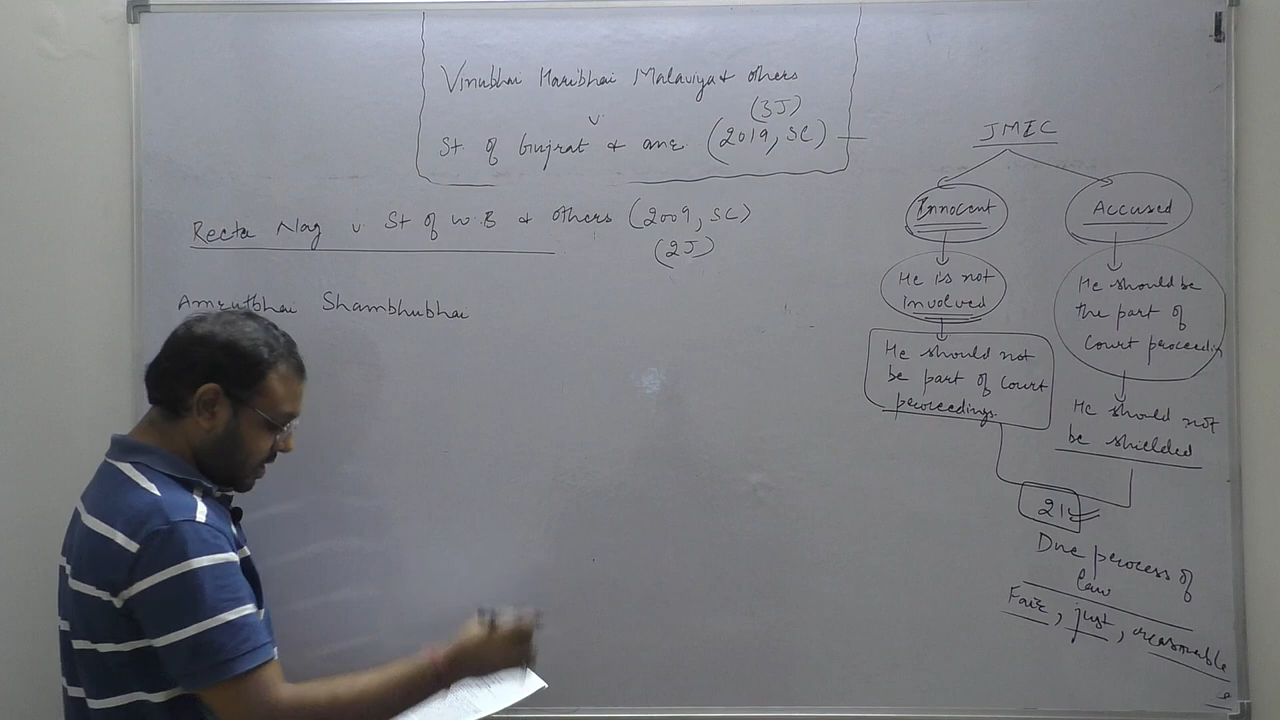 Vinubhai Haribhai Malaviya & others
(3J)
v.
St. of Gujrat & anr. (2019, SC)
Reeta Nag v. St of W.B & others (2009, SC)
(2J)
Amrutbhai Shambhubhai
JMIC
Innocent
Accused
He is not
involved
He should not
be part of court
proceedings.
He should be
the part of
court proceedin
He should not
be shielded
21
Due process of
law
Fair, just, reasonable